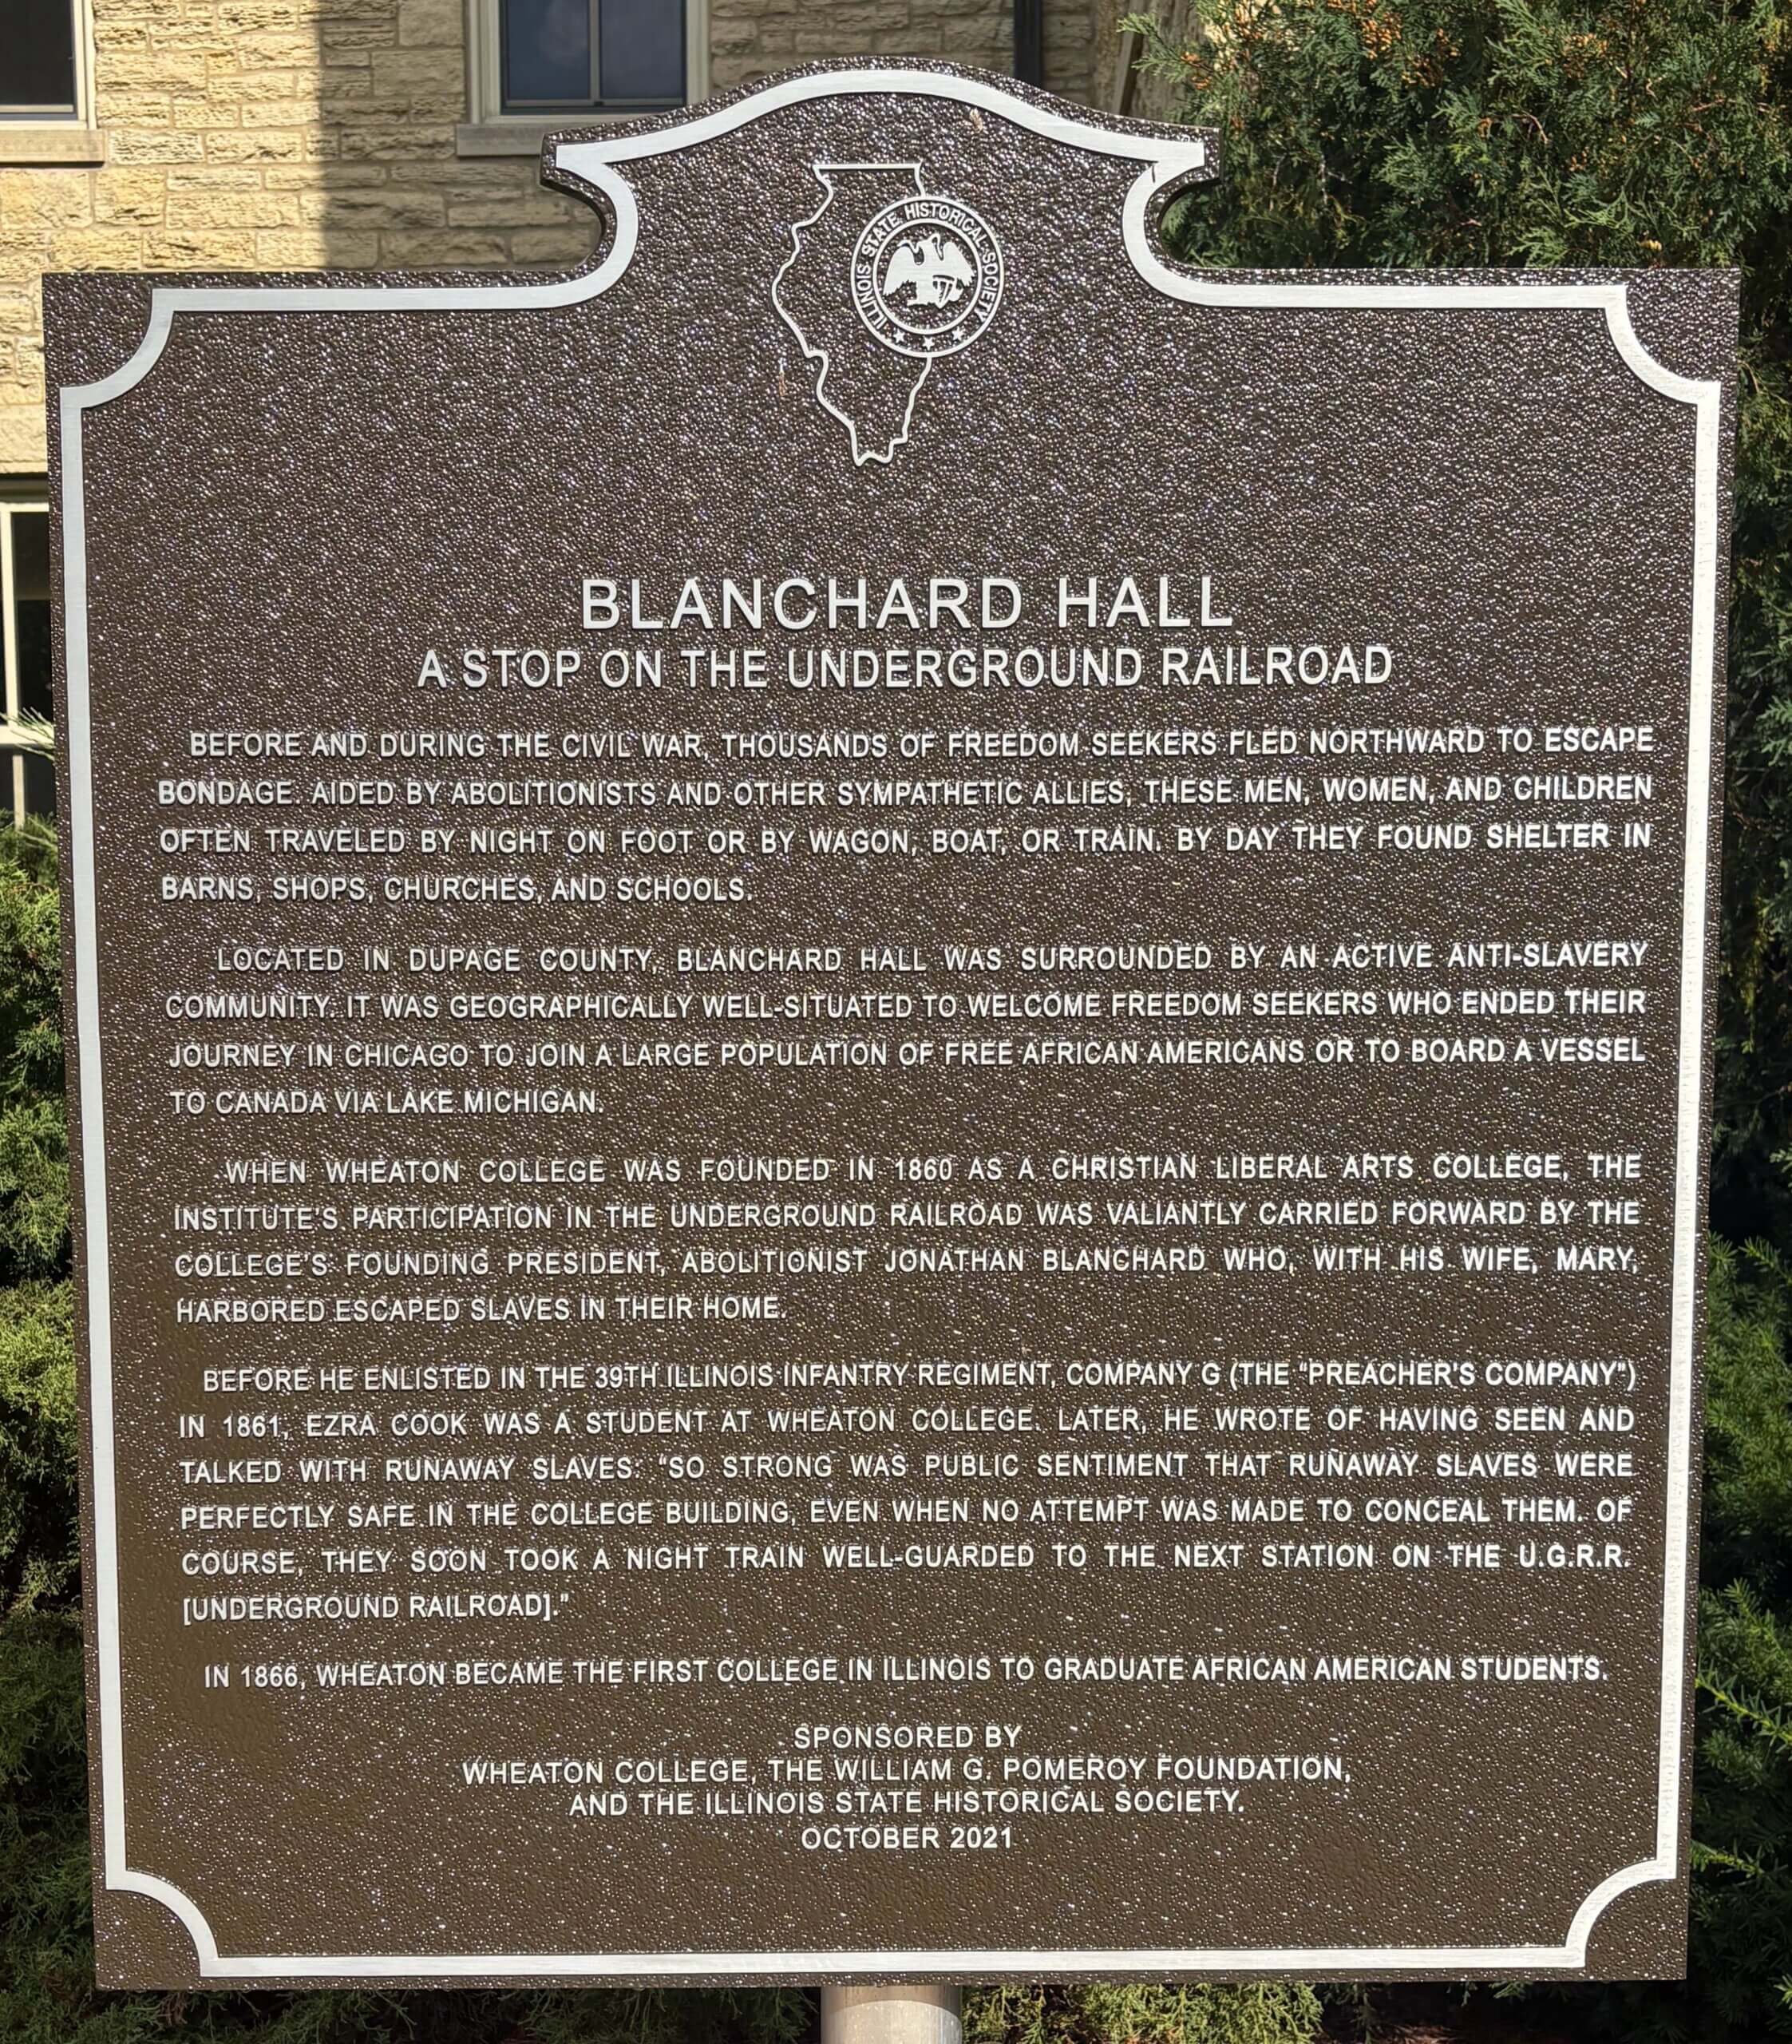 ILLINOIS STATE HISTORICAL SOCIETY
BLANCHARD HALL
A STOP ON THE UNDERGROUND RAILROAD
BEFORE AND DURING THE CIVIL WAR, THOUSANDS OF FREEDOM SEEKERS FLED NORTHWARD TO ESCAPE
BONDAGE. AIDED BY ABOLITIONISTS AND OTHER SYMPATHETIC ALLIES, THESE MEN, WOMEN, AND CHILDREN
OFTEN TRAVELED BY NIGHT ON FOOT OR BY WAGON, BOAT, OR TRAIN. BY DAY THEY FOUND SHELTER IN
BARNS, SHOPS, CHURCHES, AND SCHOOLS.
LOCATED IN DUPAGE COUNTY, BLANCHARD HALL WAS SURROUNDED BY AN ACTIVE ANTI-SLAVERY
COMMUNITY. IT WAS GEOGRAPHICALLY WELL-SITUATED TO WELCOME FREEDOM SEEKERS WHO ENDED THEIR
JOURNEY IN CHICAGO TO JOIN A LARGE POPULATION OF FREE AFRICAN AMERICANS OR TO BOARD A VESSEL
TO CANADA VIA LAKE MICHIGAN.
WHEN WHEATON COLLEGE WAS FOUNDED IN 1860 AS A CHRISTIAN LIBERAL ARTS COLLEGE, THE
INSTITUTE'S PARTICIPATION IN THE UNDERGROUND RAILROAD WAS VALIANTLY CARRIED FORWARD BY THE
COLLEGE'S FOUNDING PRESIDENT, ABOLITIONIST JONATHAN BLANCHARD WHO, WITH HIS WIFE, MARY,
HARBORED ESCAPED SLAVES IN THEIR HOME.
BEFORE HE ENLISTED IN THE 39TH ILLINOIS INFANTRY REGIMENT, COMPANY G (THE "PREACHER'S COMPANY")
IN 1861, EZRA COOK WAS A STUDENT AT WHEATON COLLEGE. LATER, HE WROTE OF HAVING SEEN AND
TALKED WITH RUNAWAY SLAVES: "SO STRONG WAS PUBLIC SENTIMENT THAT RUNAWAY SLAVES WERE
PERFECTLY SAFE IN THE COLLEGE BUILDING, EVEN WHEN NO ATTEMPT WAS MADE TO CONCEAL THEM. OF
COURSE, THEY SOON TOOK A NIGHT TRAIN WELL-GUARDED TO THE NEXT STATION ON THE U.G.R.R.
[UNDERGROUND RAILROAD]."
IN 1866, WHEATON BECAME THE FIRST COLLEGE IN ILLINOIS TO GRADUATE AFRICAN AMERICAN STUDENTS.
SPONSORED BY
WHEATON COLLEGE, THE WILLIAM G. POMEROY FOUNDATION,
AND THE ILLINOIS STATE HISTORICAL SOCIETY.
OCTOBER 2021